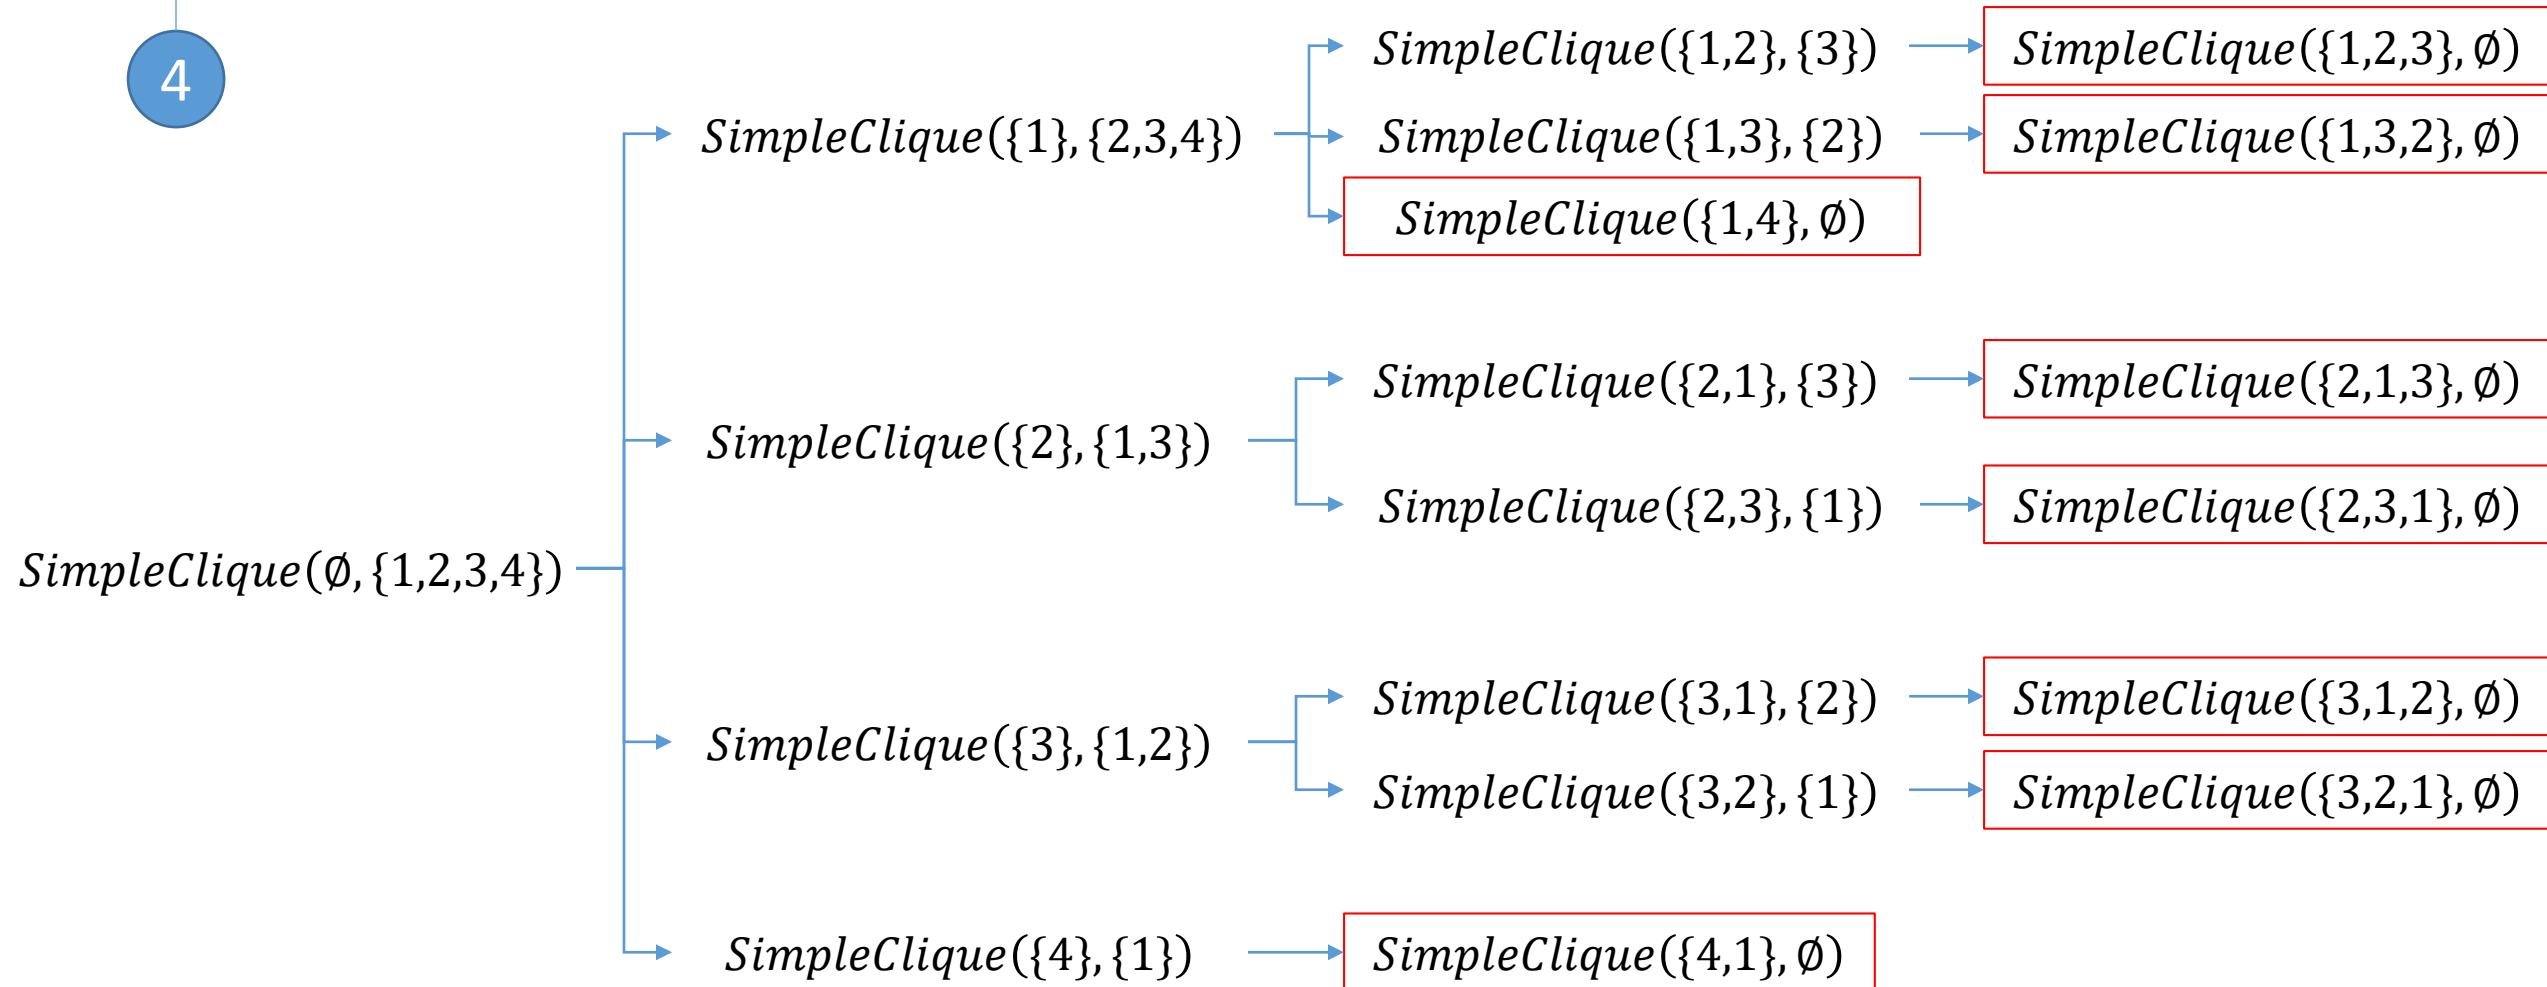 4
SimpleClique({1,2},{3})
SimpleClique({1,2,3},∅)
SimpleClique({1},{2,3,4})
SimpleClique({1,3},{2})
SimpleClique({1,3,2},∅)
SimpleClique({1,4},∅)
SimpleClique({2,1},{3})
SimpleClique({2,1,3},∅)
SimpleClique({2},{1,3})
SimpleClique({2,3},{1})
SimpleClique({2,3,1},∅)
SimpleClique(∅,{1,2,3,4})
SimpleClique({3,1},{2})
SimpleClique({3,1,2},∅)
SimpleClique({3},{1,2})
SimpleClique({3,2},{1})
SimpleClique({3,2,1},∅)
SimpleClique({4},{1})
SimpleClique({4,1},∅)